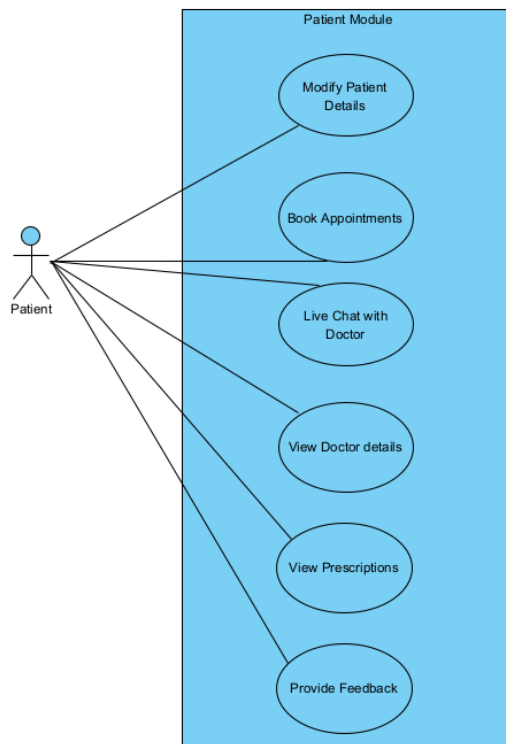 Patient Module
Modify Patient
Details
Book Appointments
Patient
Live Chat with
Doctor
View Doctor details
View Prescriptions
Provide Feedback